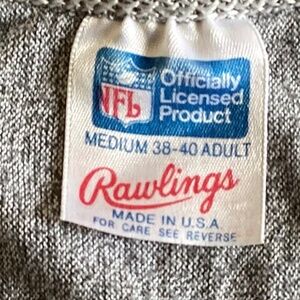 NFL
Officially
Licensed
Product
MEDIUM 38-40 ADULT
Rawlings
MADE IN U.S.A.
FOR CARE SEE REVERSE